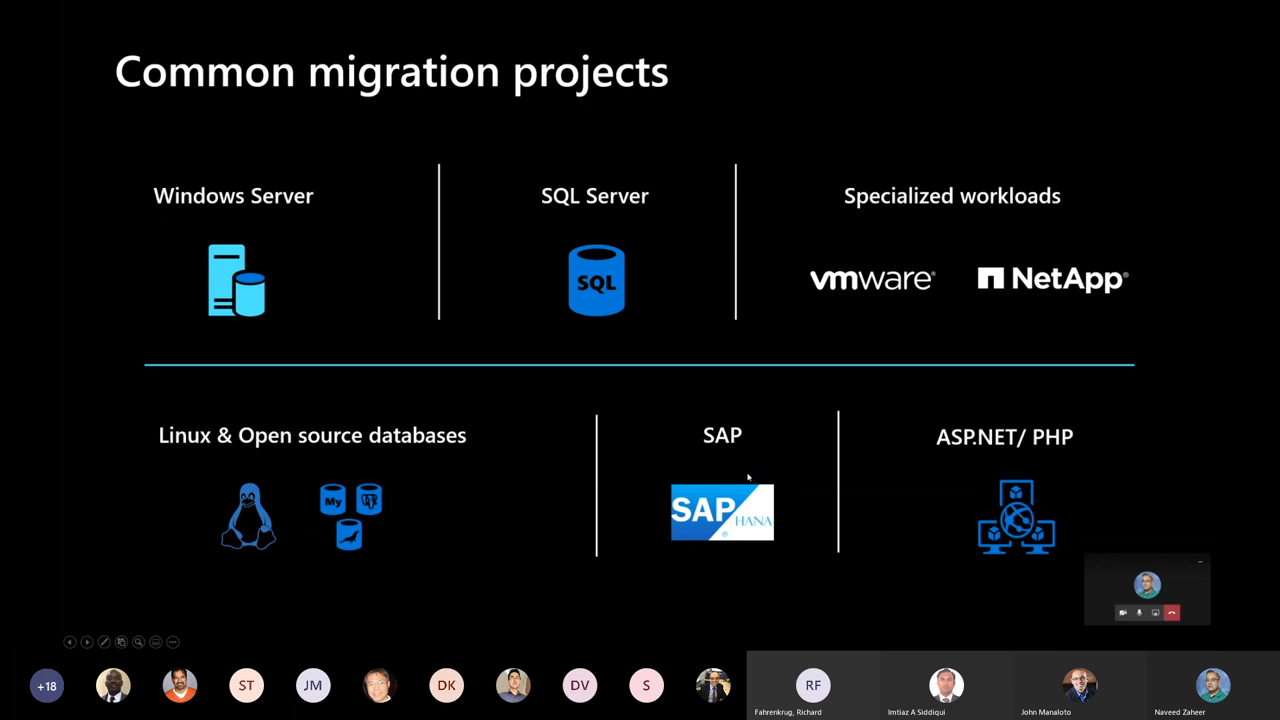 Common migration projects
Windows Server
SQL Server
Specialized workloads
SQL
vmware®
NetApp®
Linux & Open source databases
SAP
ASP.NET/ PHP
My
SAP HANA
®
+18
ST
JM
DK
DV
S
RF
Fahrenkrug, Richard
Imtiaz A Siddiqui
John Manaloto
Naveed Zaheer